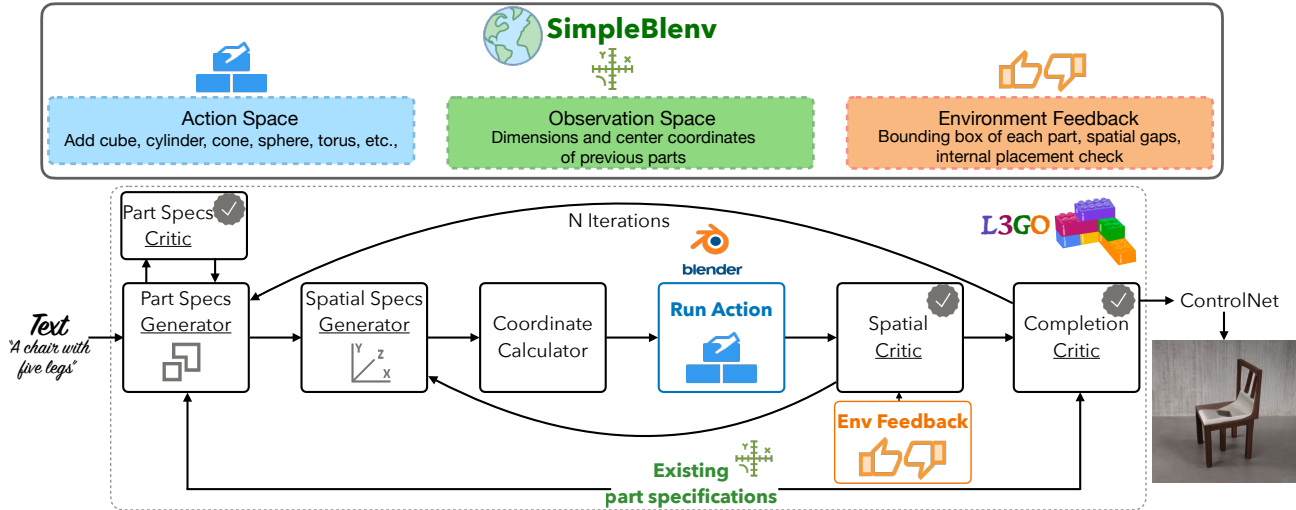 SimpleBlenv
Action Space
Add cube, cylinder, cone, sphere, torus, etc.,
Observation Space
Dimensions and center coordinates
of previous parts
Environment Feedback
Bounding box of each part, spatial gaps,
internal placement check
Y X
Part Specs
Critic
N Iterations
blender
L3GO
Text
"A chair with
five legs"
Part Specs
Generator
Spatial Specs
Generator
Y Z X
Coordinate
Calculator
Run Action
Spatial
Critic
Completion
Critic
ControlNet
Env Feedback
Existing
part specifications
Y X